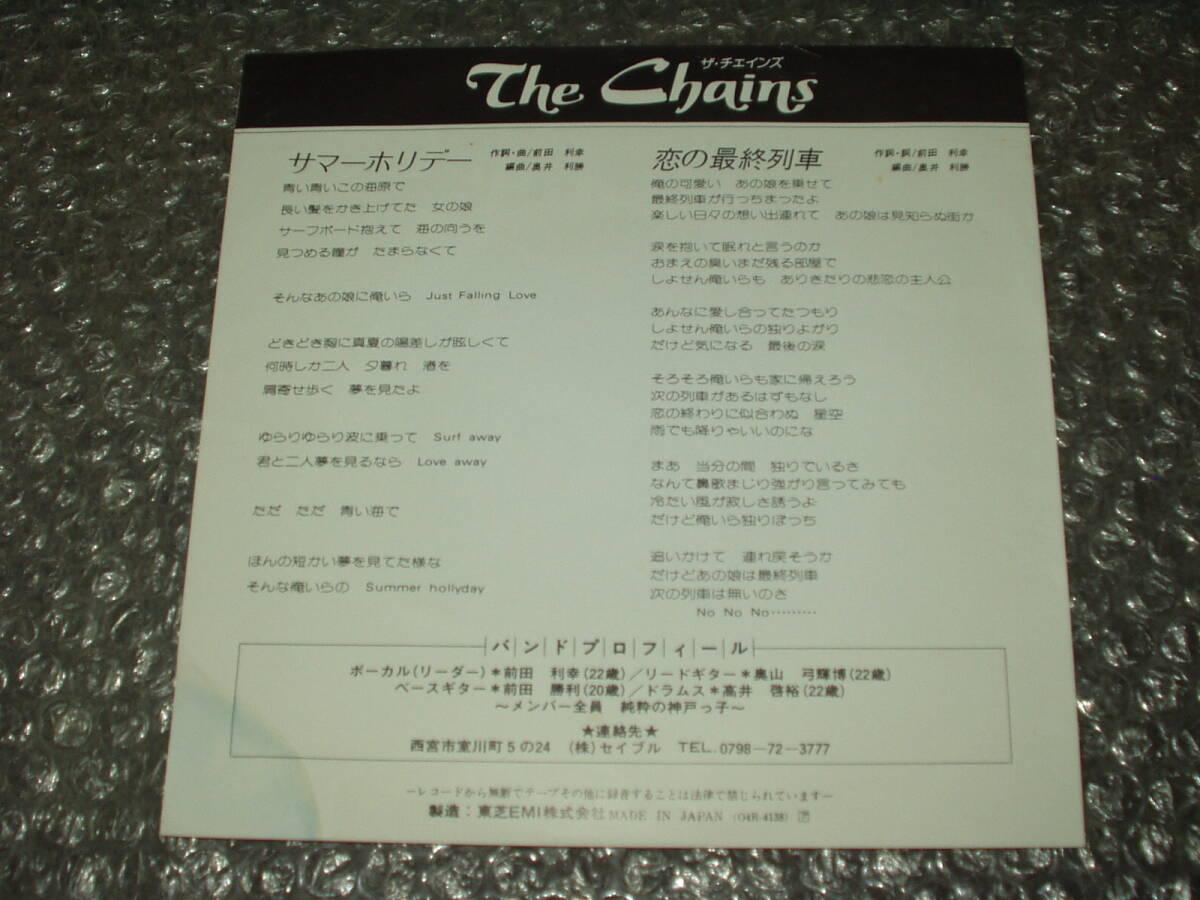 ザ・チエインズ
The Chains
サマーホリデー
作詞・曲/前田 利幸
編曲/奥井 利勝
青い青いこの海原で
長い髪をかき上げてた 女の娘
サーフボード抱えて 海の向うを
見つめる瞳が たまらなくて
そんなあの娘に俺いら Just Falling Love
どきどき胸に真夏の陽差しが眩しくて
何時しか二人 夕暮れ 渚を
肩寄せ歩く 夢を見たよ
ゆらりゆらり波に乗って Surf away
君と二人夢を見るなら Love away
ただ ただ 青い海で
ほんの短かい夢を見てた様な
そんな俺いらの Summer hollyday
恋の最終列車
作詞・詞/前田 利幸
編曲/奥井 利勝
俺の可愛い あの娘を乗せて
最終列車が行っちまったよ
楽しい日々の想い出連れて あの娘は見知らぬ街か
涙を抱いて眠れと言うのか
おまえの臭いまだ残る部屋で
しょせん俺いらも ありきたりの悲恋の主人公
あんなに愛し合ってたつもり
しょせん俺いらの独りよがり
だけど気になる 最後の涙
そろそろ俺いらも家に帰えろう
次の列車があるはずもなし
恋の終わりに似合わぬ 星空
雨でも降りゃいいのにな
まあ 当分の間 独りでいるさ
なんて鼻歌まじり強がり言ってみても
冷たい風が寂しさ誘うよ
だけど俺いら独りぼっち
追いかけて 連れ戻そうか
だけどあの娘は最終列車
次の列車は無いのさ
No No No………
バンドプロフィール
ボーカル(リーダー)＊前田 利幸(22歳)／リードギター＊奥山 弓輝博(22歳)
ベースギター＊前田 勝利(20歳)／ドラムス＊高井 啓裕(22歳)
〜メンバー全員 純粋の神戸っ子〜
★連絡先★
西宮市室川町5の24 (株)セイブル TEL.0798-72-3777
ーレコードから無断でテープその他に録音することは法律で禁じられていますー
製造：東芝EMI株式会社 MADE IN JAPAN (04R-4138) Ⓟ